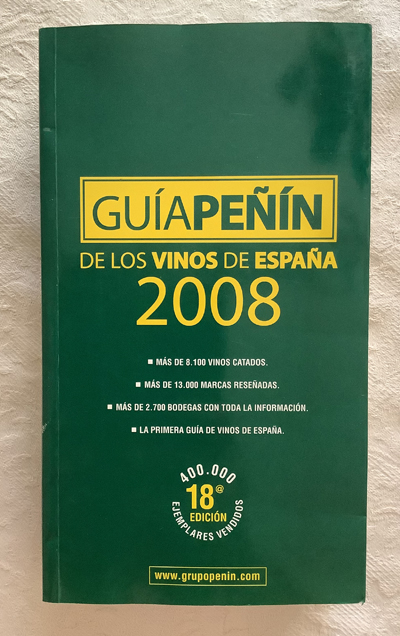 GUÍAPEÑÍN
DE LOS VINOS DE ESPAÑA
2008
■ MÁS DE 8.100 VINOS CATADOS.
■ MÁS DE 13.000 MARCAS RESEÑADAS.
■ MÁS DE 2.700 BODEGAS CON TODA LA INFORMACIÓN.
■ LA PRIMERA GUÍA DE VINOS DE ESPAÑA.
400.000
18@
EDICIÓN
EJEMPLARES VENDIDOS
www.grupopenin.com